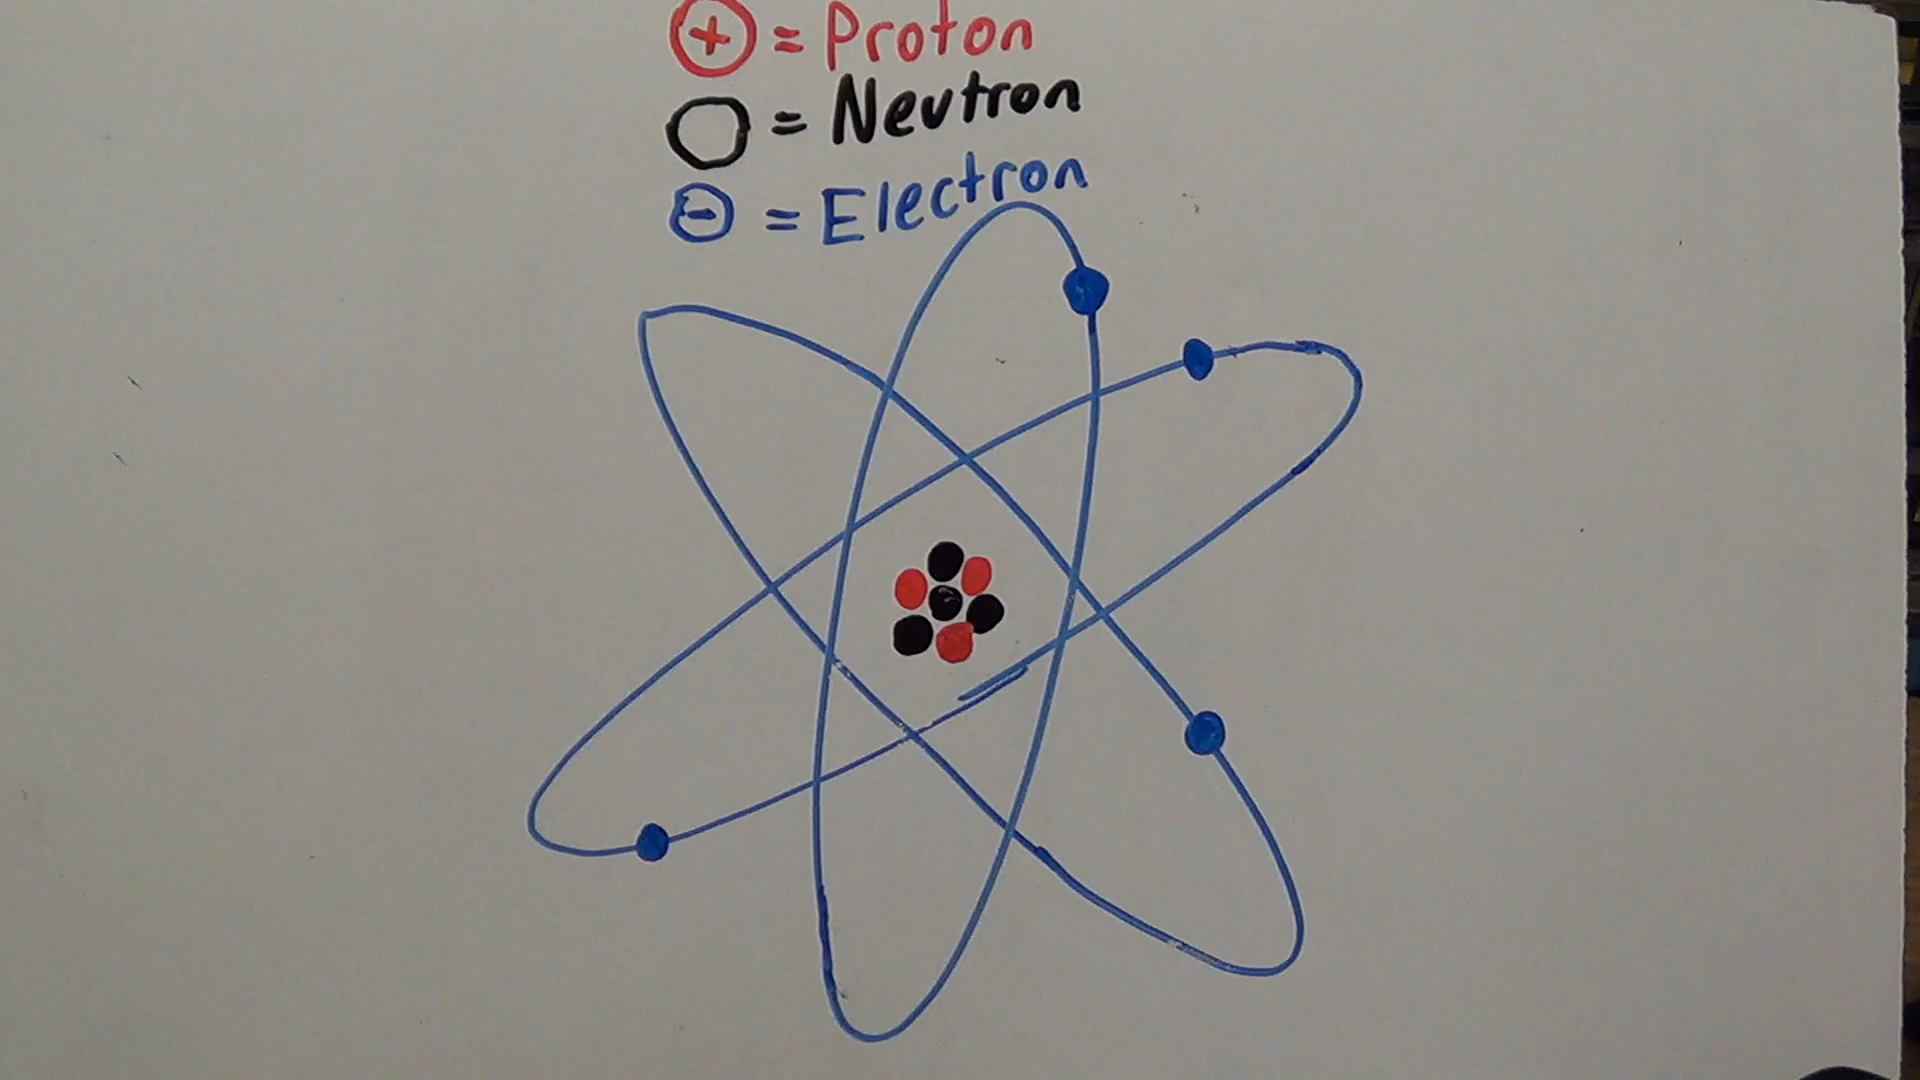 + = Proton
= Neutron
- = Electron